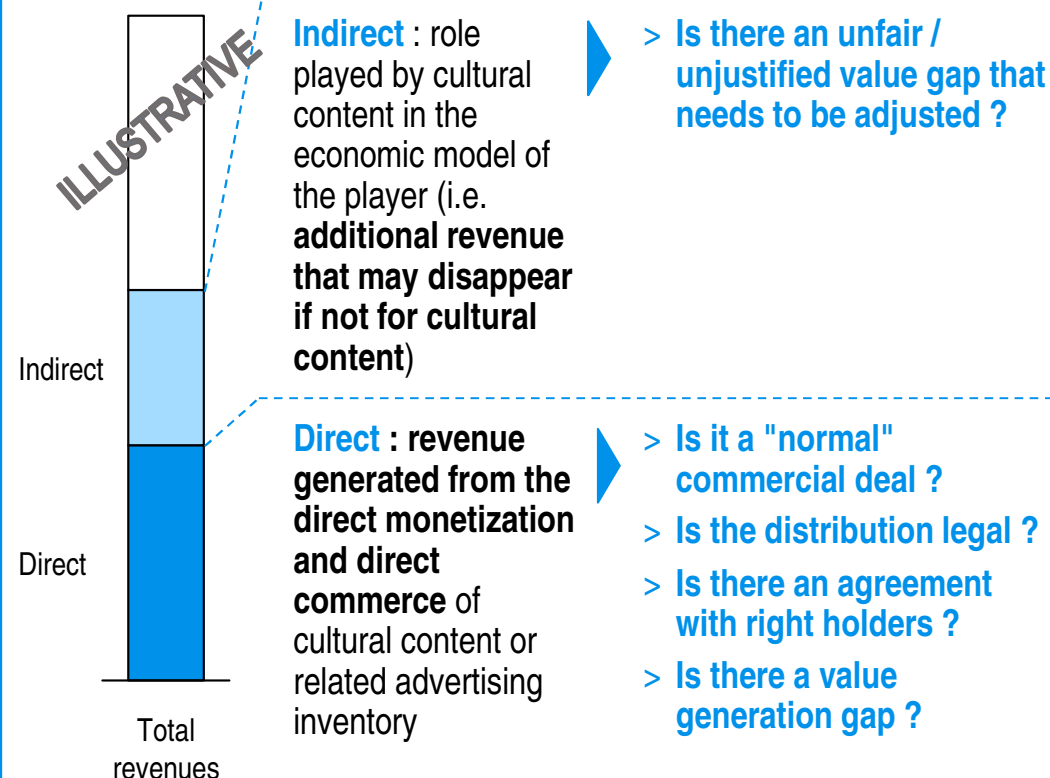 ILLUSTRATIVE
Indirect
Direct
Total
revenues
Indirect : role
played by cultural
content in the
economic model of
the player (i.e.
additional revenue
that may disappear
if not for cultural
content)
> Is there an unfair /
unjustified value gap that
needs to be adjusted ?
Direct : revenue
generated from the
direct monetization
and direct
commerce of
cultural content or
related advertising
inventory
> Is it a "normal"
commercial deal ?
> Is the distribution legal ?
> Is there an agreement
with right holders ?
> Is there a value
generation gap ?